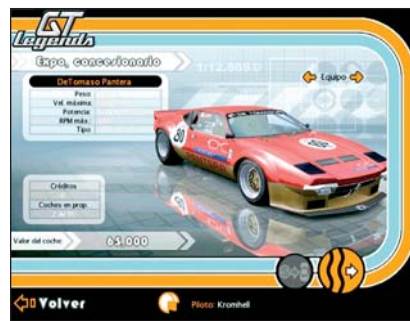 GT
Legends
Expo, concesionario
DeTomaso Pantera
Peso:
Vel. máxima:
Potencia:
RPM máx.:
Tipo:
Equipo
80
Créditos
Coches en prop.
Valor del coche:
65.000
Volver
Piloto: Kromhell